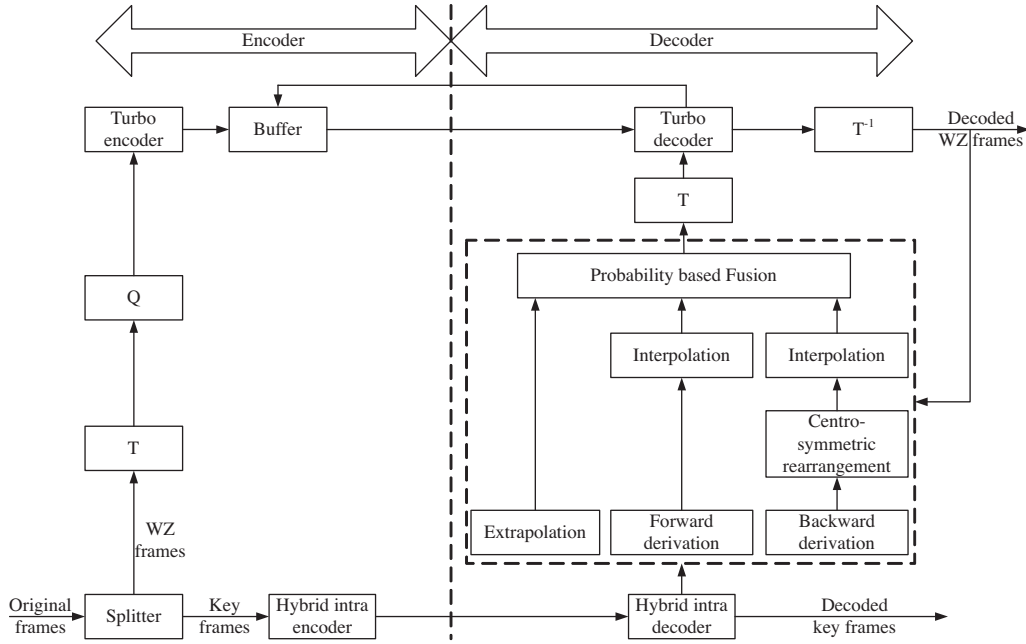 Encoder
Decoder
Turbo
encoder
Buffer
Turbo
decoder
T-1
Decoded
WZ frames
T
Probability based Fusion
Q
Interpolation
Interpolation
Centro-
symmetric
rearrangement
T
WZ
frames
Extrapolation
Forward
derivation
Backward
derivation
Original
frames
Splitter
Key
frames
Hybrid intra
encoder
Hybrid intra
decoder
Decoded
key frames